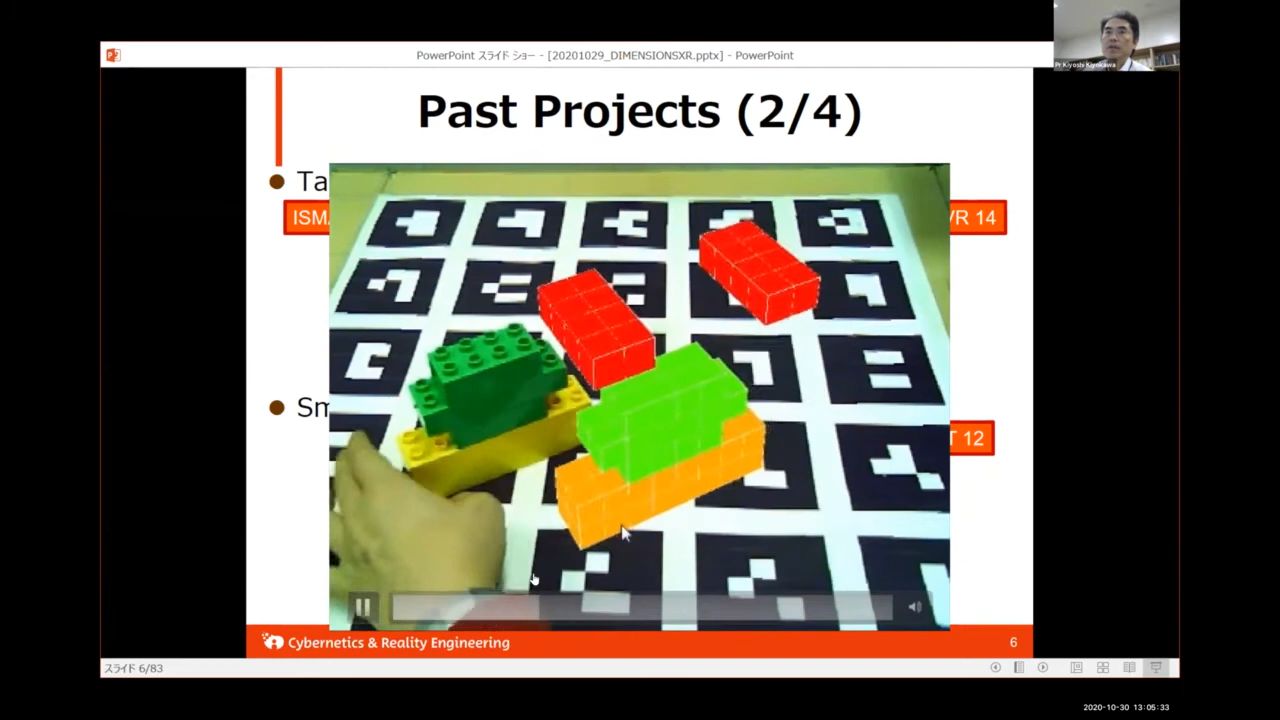 PowerPoint スライド ショー - [20201029_DIMENSIONSXR.pptx] - PowerPoint
Pr Kiyoshi Kiyokawa
Past Projects (2/4)
Ta
ISMA
VR 14
Sm
T 12
Cybernetics & Reality Engineering
6
スライド 6/83
2020-10-30 13:05:33